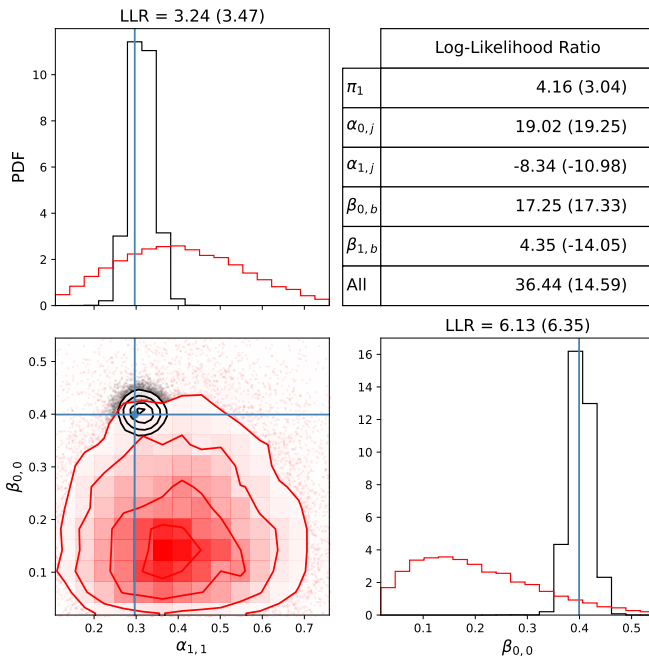 LLR = 3.24 (3.47)
PDF
10
8
6
4
2
0
Log-Likelihood Ratio
π₁ 4.16 (3.04)
α₀,ⱼ 19.02 (19.25)
α₁,ⱼ -8.34 (-10.98)
β₀,b 17.25 (17.33)
β₁,b 4.35 (-14.05)
All 36.44 (14.59)
β₀,₀
0.5
0.4
0.3
0.2
0.1
0.2 0.3 0.4 0.5 0.6 0.7
α₁,₁
LLR = 6.13 (6.35)
16
14
12
10
8
6
4
2
0
0.1 0.2 0.3 0.4 0.5
β₀,₀